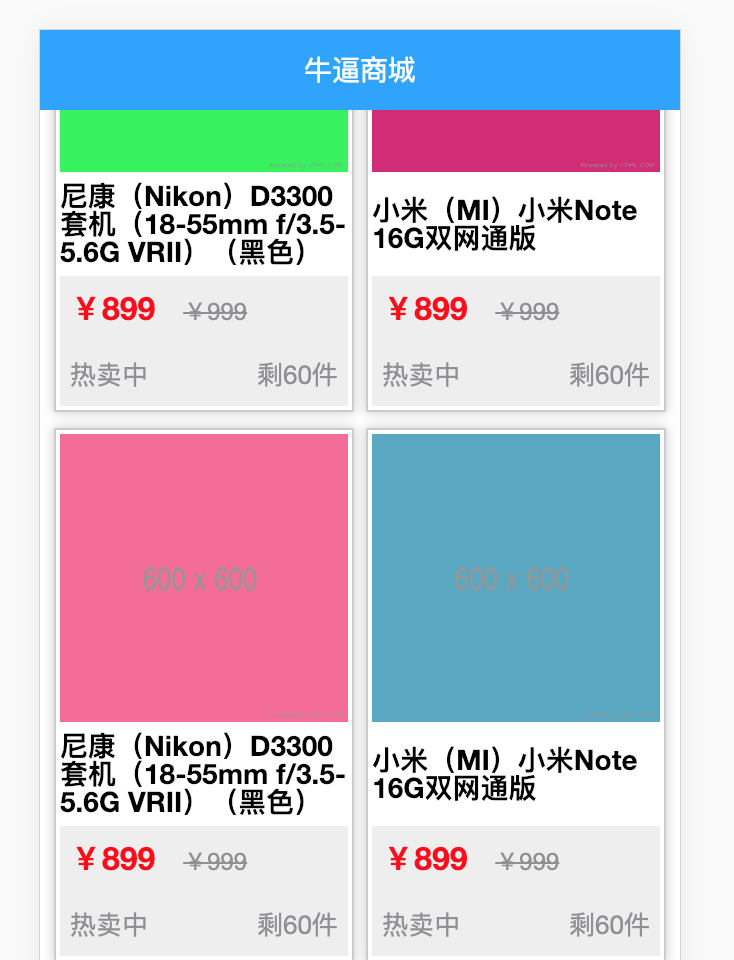 牛逼商城
Powered by HTML.COM
Powered by HTML.COM
尼康（Nikon）D3300
套机（18-55mm f/3.5-
5.6G VRII）（黑色）
小米（MI）小米Note
16G双网通版
￥899 ￥999
热卖中 剩60件
￥899 ￥999
热卖中 剩60件
600 x 600
600 x 600
尼康（Nikon）D3300
套机（18-55mm f/3.5-
5.6G VRII）（黑色）
小米（MI）小米Note
16G双网通版
￥899 ￥999
热卖中 剩60件
￥899 ￥999
热卖中 剩60件